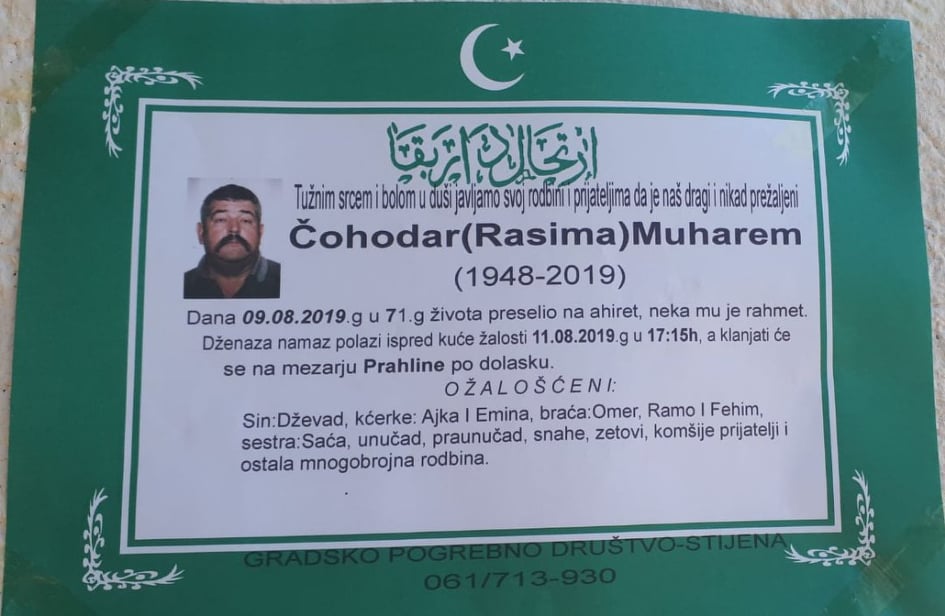 ارتحال دار بقا
Tužnim srcem i bolom u duši javljamo svoj rodbini i prijateljima da je naš dragi i nikad prežaljeni
Čohodar(Rasima)Muharem
(1948-2019)
Dana 09.08.2019.g u 71.g života preselio na ahiret, neka mu je rahmet.
Dženaza namaz polazi ispred kuće žalosti 11.08.2019.g u 17:15h, a klanjati će
se na mezarju Prahline po dolasku.
OŽALOŠĆENI:
Sin:Dževad, kćerke: Ajka I Emina, braća:Omer, Ramo I Fehim,
sestra:Saća, unučad, praunučad, snahe, zetovi, komšije prijatelji i
ostala mnogobrojna rodbina.
GRADSKO POGREBNO DRUŠTVO-STIJENA
061/713-930